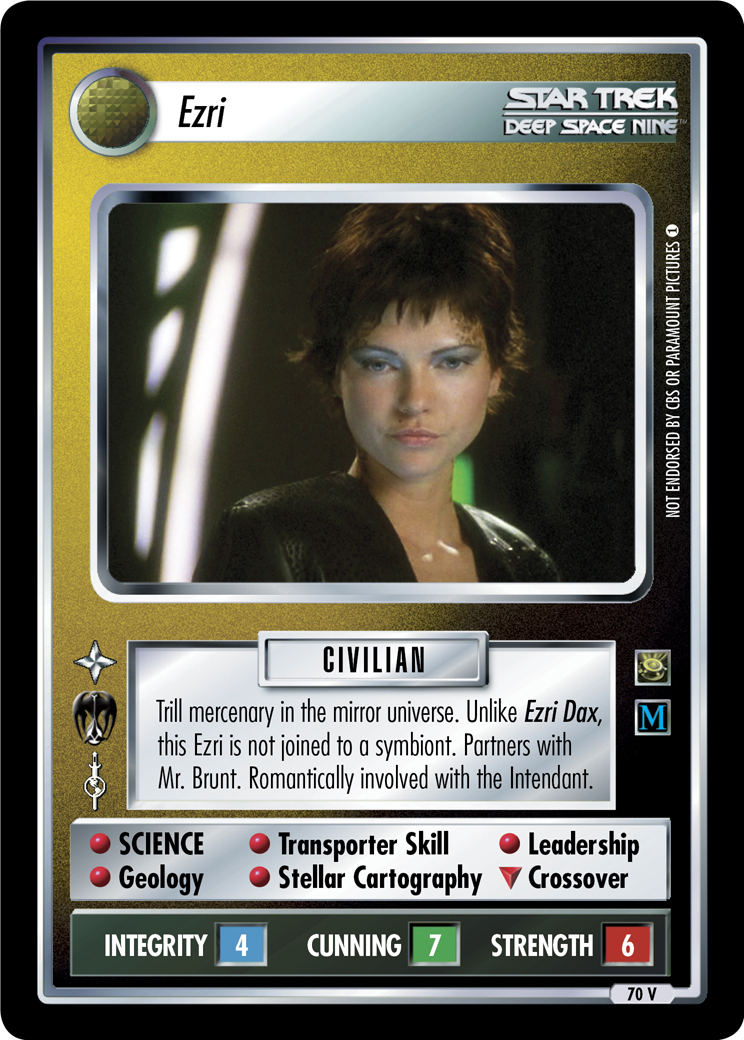 Ezri
STAR TREK
DEEP SPACE NINE™
NOT ENDORSED BY CBS OR PARAMOUNT PICTURES 1
CIVILIAN
Trill mercenary in the mirror universe. Unlike Ezri Dax,
this Ezri is not joined to a symbiont. Partners with
Mr. Brunt. Romantically involved with the Intendant.
M
SCIENCE Transporter Skill Leadership
Geology Stellar Cartography Crossover
INTEGRITY 4 CUNNING 7 STRENGTH 6
70 V